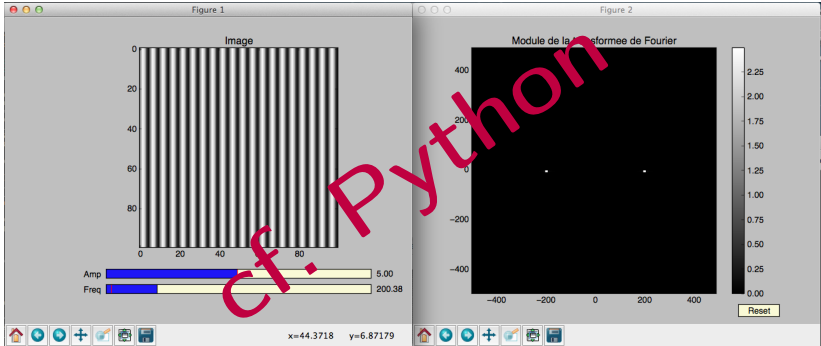 Figure 1
Image
0
20
40
60
80
0 20 40 60 80
Amp 5.00
Freq 200.38
x=44.3718 y=6.87179
Figure 2
Module de la transformee de Fourier
400
200
0
−200
−400
−400 −200 0 200 400
2.25
2.00
1.75
1.50
1.25
1.00
0.75
0.50
0.25
0.00
Reset
cf. Python